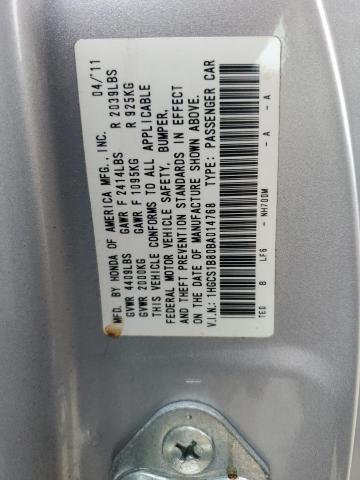 MFD. BY HONDA OF AMERICA MFG., INC. 04/'11
GVWR 4409LBS GAWR F 2414LBS R 2039LBS
GVWR 2000KG GAWR F 1095KG R 925KG
THIS VEHICLE CONFORMS TO ALL APPLICABLE
FEDERAL MOTOR VEHICLE SAFETY, BUMPER,
AND THEFT PREVENTION STANDARDS IN EFFECT
ON THE DATE OF MANUFACTURE SHOWN ABOVE.
V.I.N.: 1HGCS1B80BA014768 TYPE: PASSENGER CAR
TE0 B LF6 - NH700M - A - A